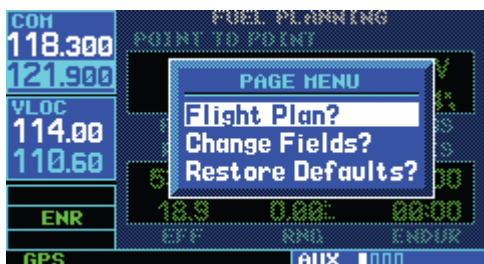 COM
118.300
121.900
VLOC
114.00
110.60
ENR
GPS
FUEL PLANNING
POINT TO POINT
PAGE MENU
Flight Plan?
Change Fields?
Restore Defaults?
18.9 0.00 00:00
EFF RNG ENDUR
AUX